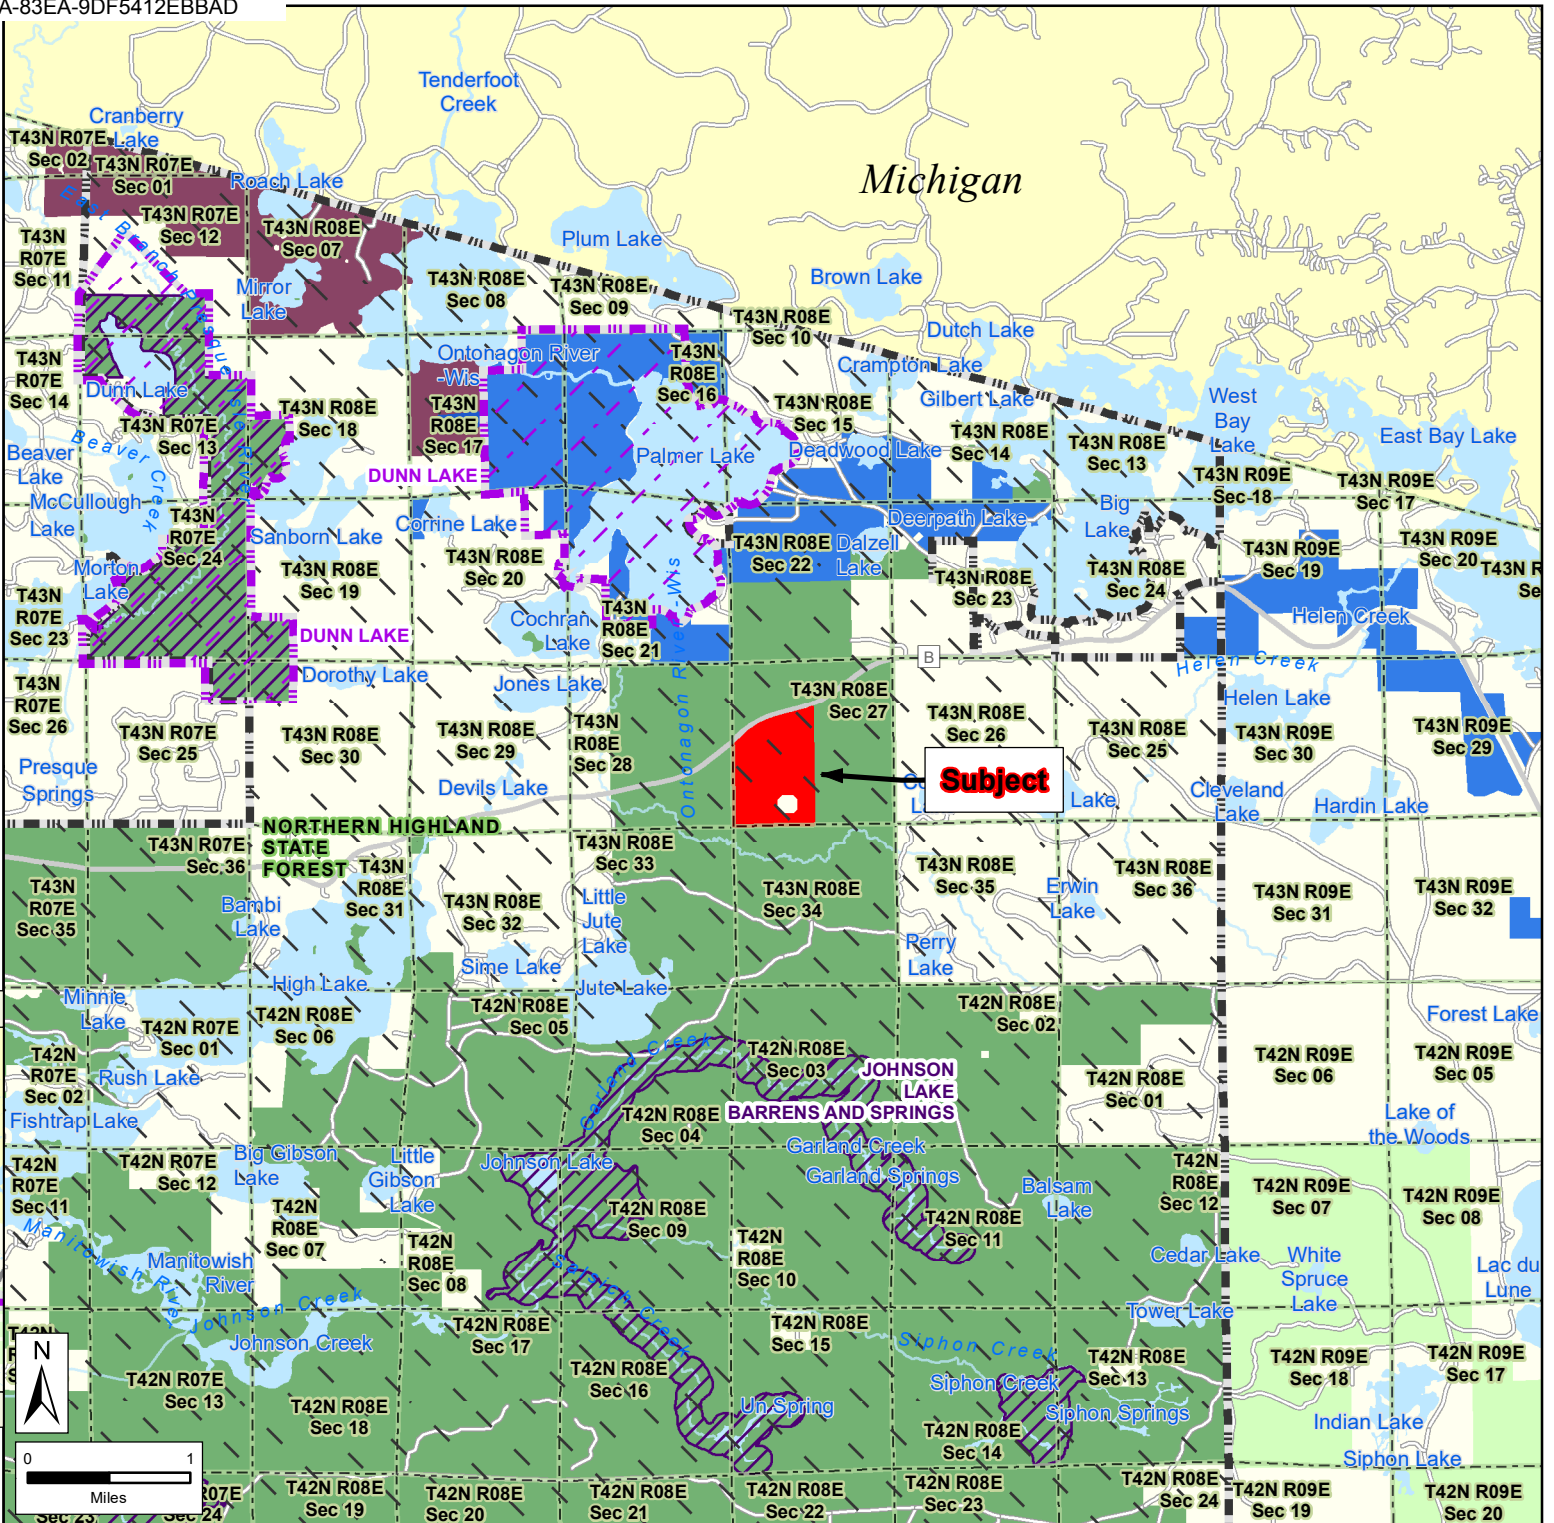 A-83EA-9DF5412EBBAD
Tenderfoot
Creek
Cranberry
Lake
T43N R07E
Sec 02
T43N R07E
Sec 01
Roach Lake
Michigan
East Branch Presque Isle River
T43N R07E
Sec 12
T43N R08E
Sec 07
T43N
R07E
Sec 11
Plum Lake
Mirror
Lake
T43N R08E
Sec 08
T43N R08E
Sec 09
Brown Lake
T43N R08E
Sec 10
Dutch Lake
Ontonagon River
-Wis
T43N
R08E
Sec 16
Crampton Lake
T43N
R07E
Sec 14
Dunn Lake
Gilbert Lake
West
Bay
Lake
T43N R08E
Sec 18
T43N
R08E
Sec 17
T43N R08E
Sec 15
T43N R07E
Sec 13
T43N R08E
Sec 14
T43N R08E
Sec 13
East Bay Lake
Beaver
Lake
Beaver Creek
Palmer Lake
Deadwood Lake
DUNN LAKE
T43N R09E
Sec 18
T43N R09E
Sec 17
McCullough
Lake
T43N
R07E
Sec 24
Corrine Lake
Deerpath Lake
Big
Lake
Sanborn Lake
T43N R08E
Sec 22
Dalzell
Lake
T43N R09E
Sec 19
T43N R09E
Sec 20
Morton
Lake
T43N R08E
Sec 19
T43N R08E
Sec 20
T43N R08E
Sec 23
T43N R08E
Sec 24
T43N R
Se
T43N
R07E
Sec 23
Cochran
Lake
T43N
R08E
Sec 21
Helen Creek
DUNN LAKE
B
Helen Creek
Dorothy Lake
Jones Lake
Ontonagon River-Wis
T43N
R07E
Sec 26
T43N R08E
Sec 27
Helen Lake
T43N R07E
Sec 25
T43N R08E
Sec 30
T43N R08E
Sec 29
T43N
R08E
Sec 28
T43N R08E
Sec 26
T43N R08E
Sec 25
T43N R09E
Sec 30
T43N R09E
Sec 29
Presque
Springs
Devils Lake
Subject
Lake
Cleveland
Lake
Hardin Lake
NORTHERN HIGHLAND
STATE
FOREST
T43N R07E
Sec 36
T43N
R08E
Sec 31
T43N R08E
Sec 33
T43N
R07E
Sec 35
Bambi
Lake
T43N R08E
Sec 32
Little
Jute
Lake
T43N R08E
Sec 34
T43N R08E
Sec 35
Erwin
Lake
T43N R08E
Sec 36
T43N R09E
Sec 31
T43N R09E
Sec 32
Perry
Lake
High Lake
Sime Lake
Jute Lake
Minnie
Lake
T42N R07E
Sec 01
T42N R08E
Sec 06
T42N R08E
Sec 05
T42N R08E
Sec 02
Forest Lake
T42N
R07E
Sec 02
Rush Lake
Garland Creek
T42N R08E
Sec 03
JOHNSON
LAKE
BARRENS AND SPRINGS
T42N R08E
Sec 01
T42N R09E
Sec 06
T42N R09E
Sec 05
Fishtrap Lake
T42N R08E
Sec 04
Lake of
the Woods
T42N
R07E
Sec 11
T42N R07E
Sec 12
Big Gibson
Lake
Little
Gibson
Lake
Johnson Lake
Garland Creek
Garland Springs
Balsam
Lake
T42N
R08E
Sec 12
T42N R09E
Sec 07
T42N R09E
Sec 08
T42N
R08E
Sec 07
T42N R08E
Sec 09
T42N R08E
Sec 11
Manitowish River
Manitowish
River
T42N
R08E
Sec 08
T42N
R08E
Sec 10
Cedar Lake
White
Spruce
Lake
Lac du
Lune
Salsich Creek
Johnson Creek
Johnson Creek
T42N R08E
Sec 17
T42N R08E
Sec 15
Tower Lake
Siphon Creek
T42N
N
T42N R07E
Sec 13
T42N R08E
Sec 18
T42N R08E
Sec 16
Un Spring
Siphon Creek
T42N R08E
Sec 13
Siphon Springs
T42N R09E
Sec 18
T42N R09E
Sec 17
Indian Lake
T42N R08E
Sec 14
Siphon Lake
0
1
Miles
R07E
Sec 23
Sec 24
T42N R08E
Sec 19
T42N R08E
Sec 20
T42N R08E
Sec 21
T42N R08E
Sec 22
T42N R08E
Sec 23
T42N R08E
Sec 24
T42N R09E
Sec 19
T42N R09E
Sec 20